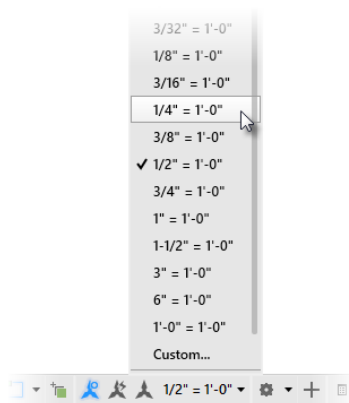 3/32" = 1'-0"
1/8" = 1'-0"
3/16" = 1'-0"
1/4" = 1'-0"
3/8" = 1'-0"
1/2" = 1'-0"
3/4" = 1'-0"
1" = 1'-0"
1-1/2" = 1'-0"
3" = 1'-0"
6" = 1'-0"
1'-0" = 1'-0"
Custom...
1/2" = 1'-0"